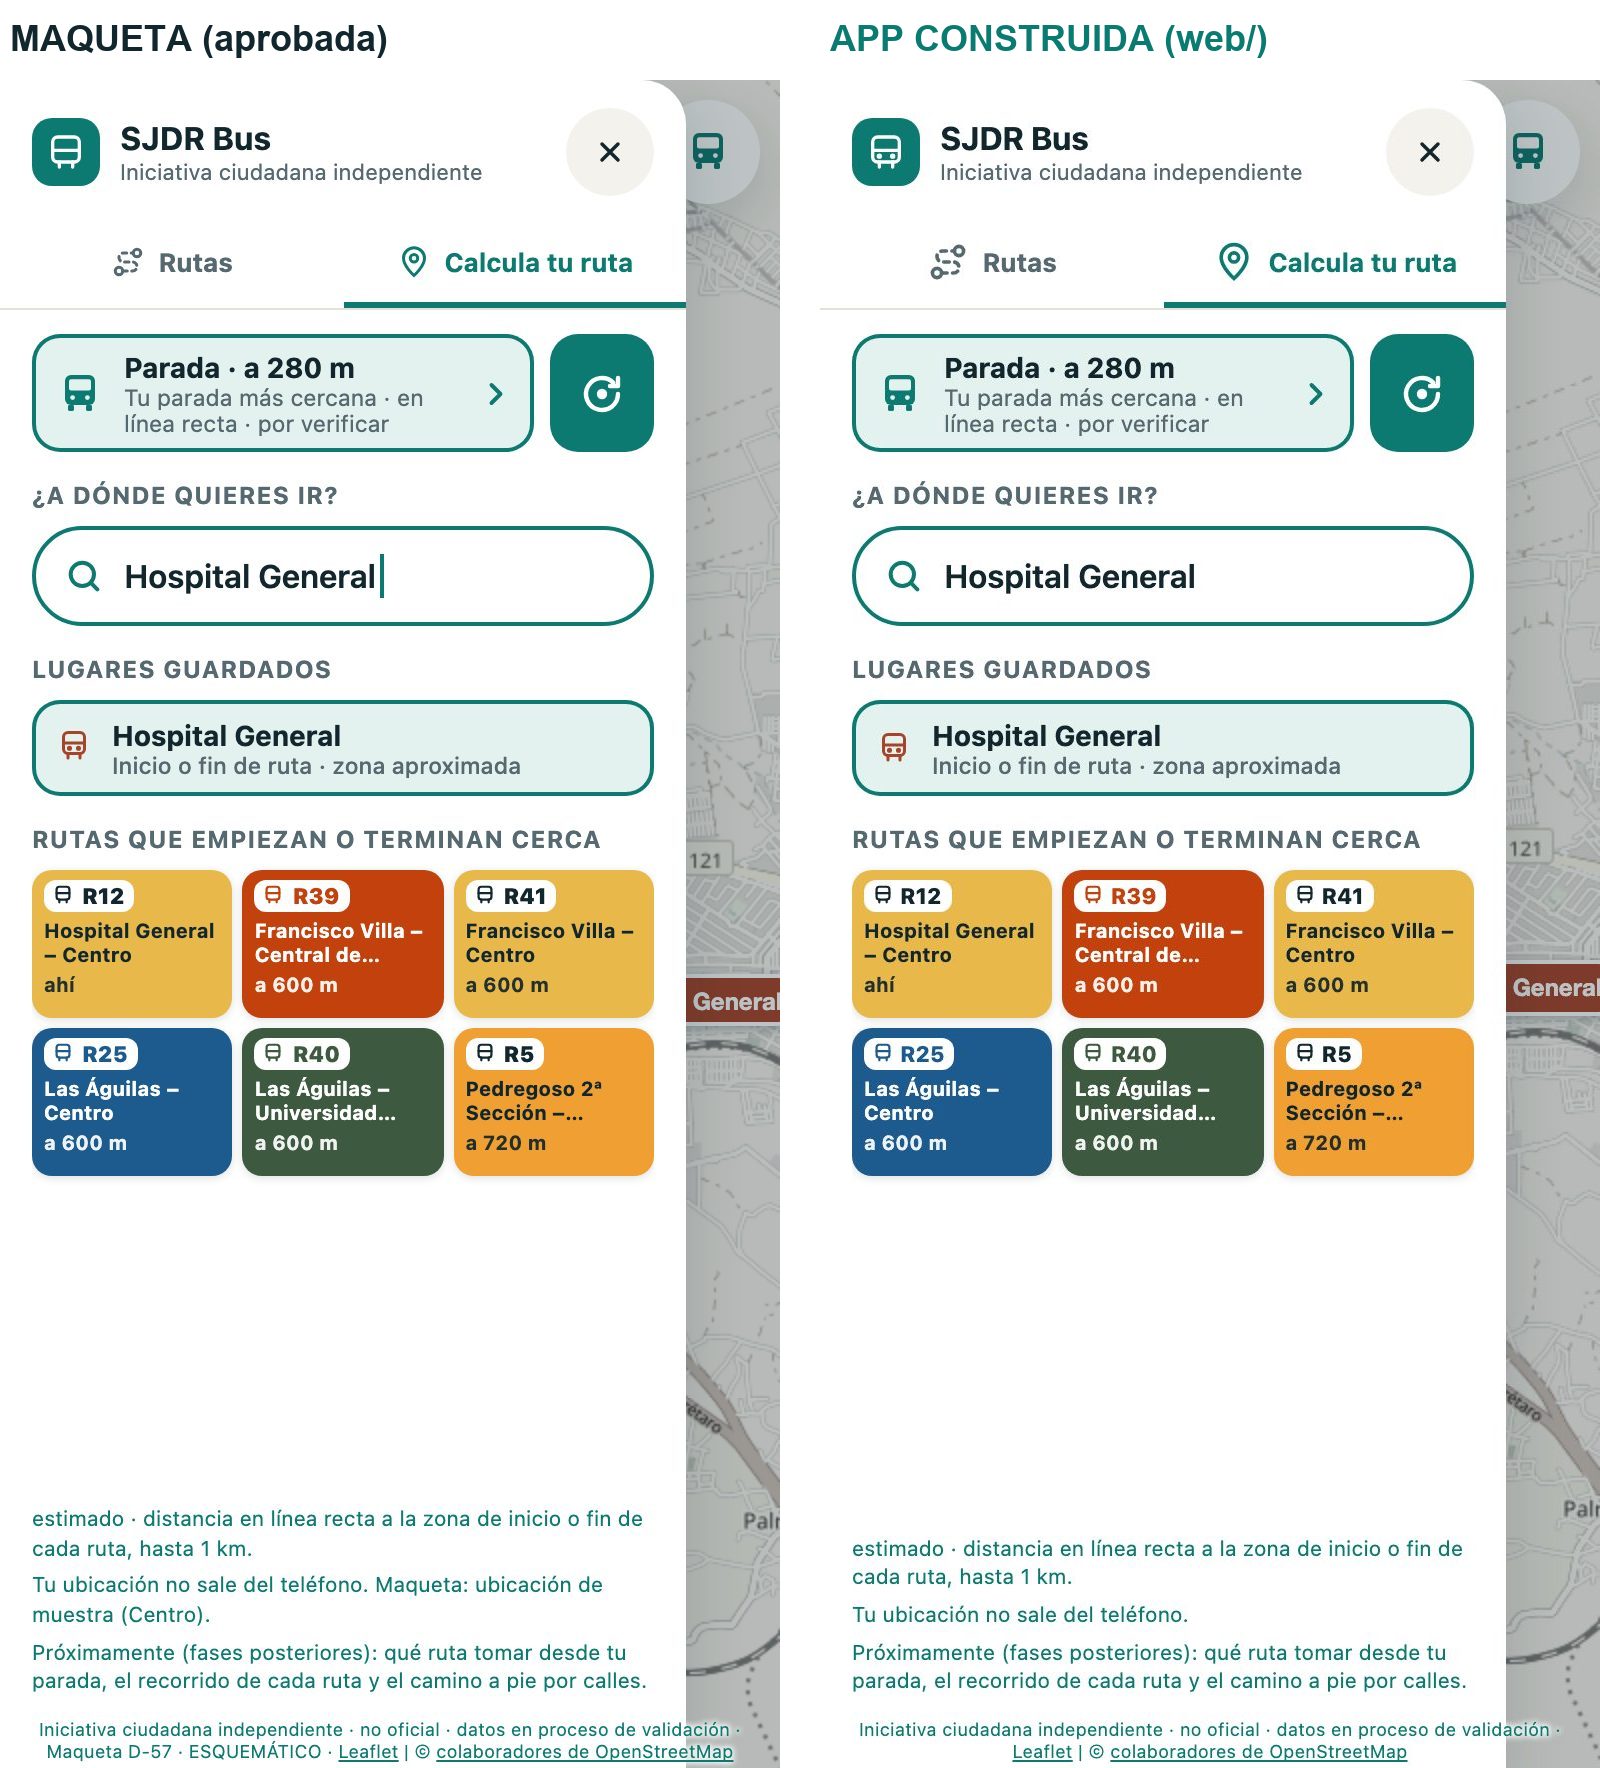 MAQUETA (aprobada)
SJDR Bus
Iniciativa ciudadana independiente
Rutas
Calcula tu ruta
Parada · a 280 m
Tu parada más cercana · en
línea recta · por verificar
¿A DÓNDE QUIERES IR?
Hospital General
LUGARES GUARDADOS
Hospital General
Inicio o fin de ruta · zona aproximada
RUTAS QUE EMPIEZAN O TERMINAN CERCA
R12
Hospital General
– Centro
ahí
R39
Francisco Villa –
Central de...
a 600 m
R41
Francisco Villa –
Centro
a 600 m
R25
Las Águilas –
Centro
a 600 m
R40
Las Águilas –
Universidad...
a 600 m
R5
Pedregoso 2ª
Sección –...
a 720 m
121
General
estimado · distancia en línea recta a la zona de inicio o fin de
cada ruta, hasta 1 km.
Tu ubicación no sale del teléfono. Maqueta: ubicación de
muestra (Centro).
Próximamente (fases posteriores): qué ruta tomar desde tu
parada, el recorrido de cada ruta y el camino a pie por calles.
Iniciativa ciudadana independiente · no oficial · datos en proceso de validación ·
Maqueta D-57 · ESQUEMÁTICO · Leaflet | © colaboradores de OpenStreetMap
APP CONSTRUIDA (web/)
SJDR Bus
Iniciativa ciudadana independiente
Rutas
Calcula tu ruta
Parada · a 280 m
Tu parada más cercana · en
línea recta · por verificar
¿A DÓNDE QUIERES IR?
Hospital General
LUGARES GUARDADOS
Hospital General
Inicio o fin de ruta · zona aproximada
RUTAS QUE EMPIEZAN O TERMINAN CERCA
R12
Hospital General
– Centro
ahí
R39
Francisco Villa –
Central de...
a 600 m
R41
Francisco Villa –
Centro
a 600 m
R25
Las Águilas –
Centro
a 600 m
R40
Las Águilas –
Universidad...
a 600 m
R5
Pedregoso 2ª
Sección –...
a 720 m
121
General
estimado · distancia en línea recta a la zona de inicio o fin de
cada ruta, hasta 1 km.
Tu ubicación no sale del teléfono.
Próximamente (fases posteriores): qué ruta tomar desde tu
parada, el recorrido de cada ruta y el camino a pie por calles.
Iniciativa ciudadana independiente · no oficial · datos en proceso de validación ·
Leaflet | © colaboradores de OpenStreetMap